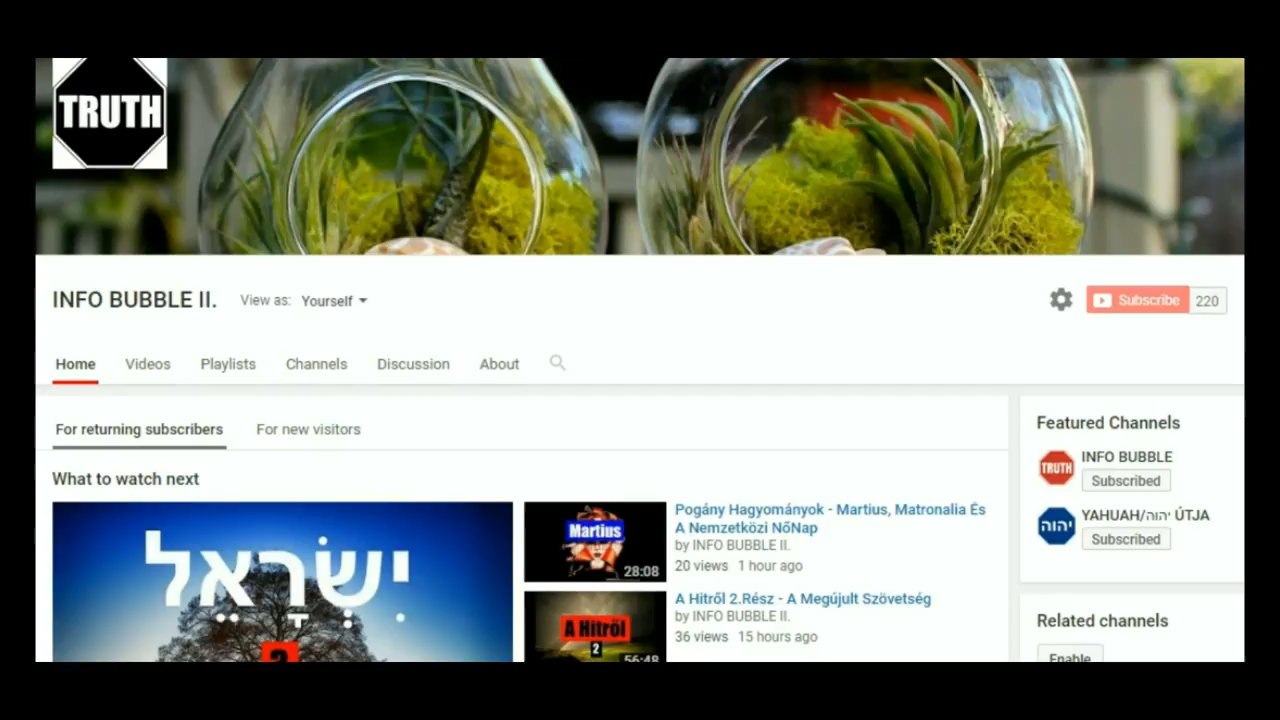 TRUTH
INFO BUBBLE II.
View as: Yourself
Subscribe 220
Home Videos Playlists Channels Discussion About
For returning subscribers For new visitors
What to watch next
יִשְׂרָאֵל
2
Martius
28:08
Pogány Hagyományok - Martius, Matronalia És
A Nemzetközi NőNap
by INFO BUBBLE II.
20 views 1 hour ago
A Hitről
2
56:48
A Hitről 2.Rész - A Megújult Szövetség
by INFO BUBBLE II.
36 views 15 hours ago
Featured Channels
TRUTH
INFO BUBBLE
Subscribed
יהוה
YAHUAH/יהוה ÚTJA
Subscribed
Related channels
Enable